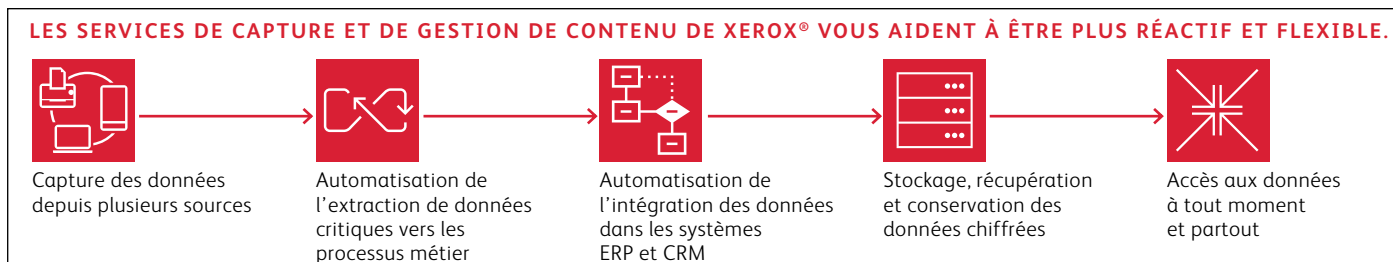 LES SERVICES DE CAPTURE ET DE GESTION DE CONTENU DE XEROX® VOUS AIDENT À ÊTRE PLUS RÉACTIF ET FLEXIBLE.
Capture des données
depuis plusieurs sources
Automatisation de
l'extraction de données
critiques vers les
processus métier
Automatisation de
l'intégration des données
dans les systèmes
ERP et CRM
Stockage, récupération
et conservation des
données chiffrées
Accès aux données
à tout moment
et partout